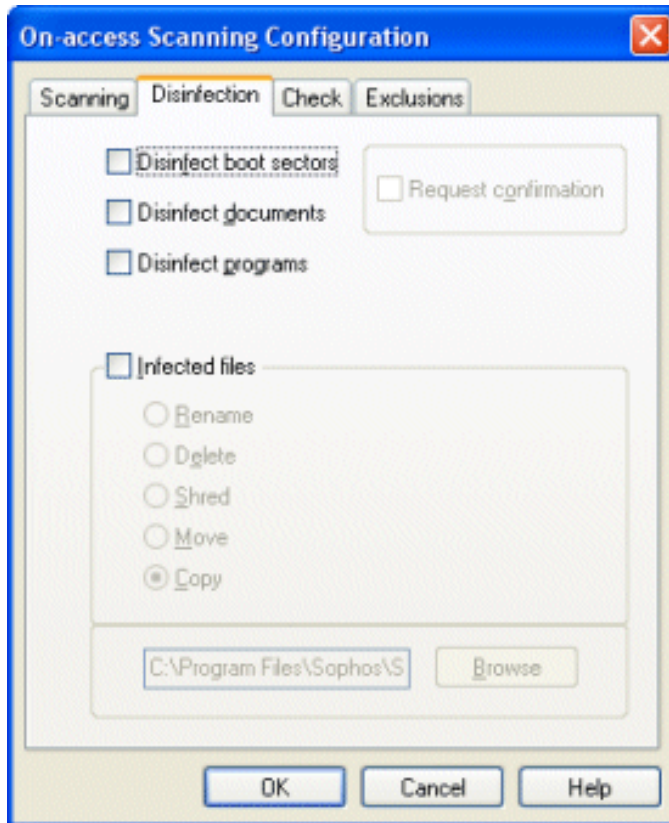 On-access Scanning Configuration
Scanning Disinfection Check Exclusions
Disinfect boot sectors
Request confirmation
Disinfect documents
Disinfect programs
Infected files
Rename
Delete
Shred
Move
Copy
C:\Program Files\Sophos\S
Browse
OK Cancel Help